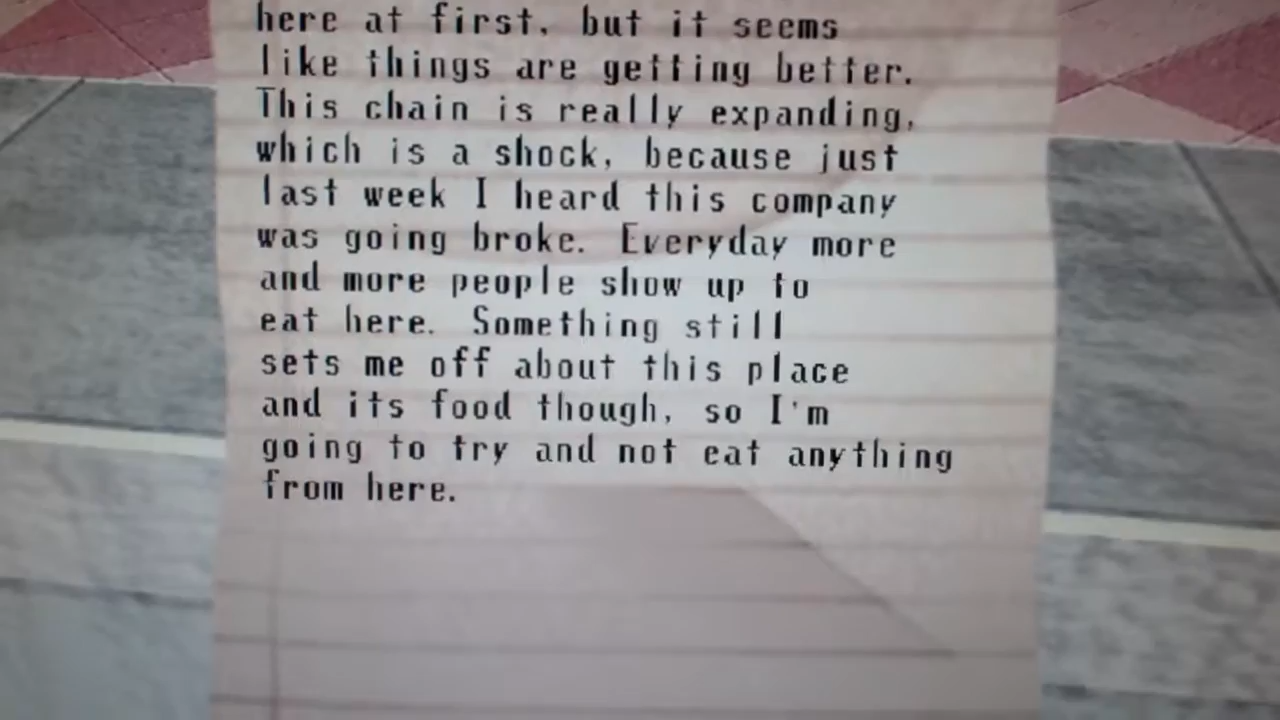 here at first, but it seems
like things are getting better.
This chain is really expanding,
which is a shock, because just
last week I heard this company
was going broke. Everyday more
and more people show up to
eat here. Something still
sets me off about this place
and its food though, so I'm
going to try and not eat anything
from here.